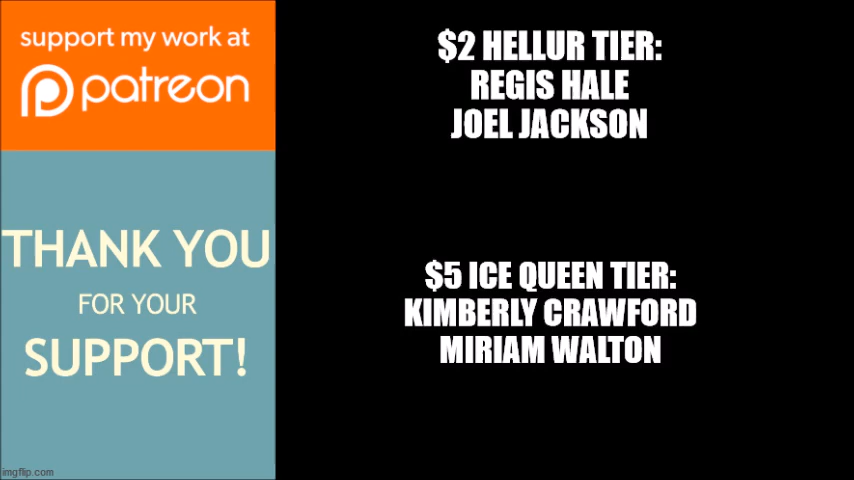 support my work at
patreon
THANK YOU
FOR YOUR
SUPPORT!
$2 HELLUR TIER:
REGIS HALE
JOEL JACKSON
$5 ICE QUEEN TIER:
KIMBERLY CRAWFORD
MIRIAM WALTON
imgflip.com